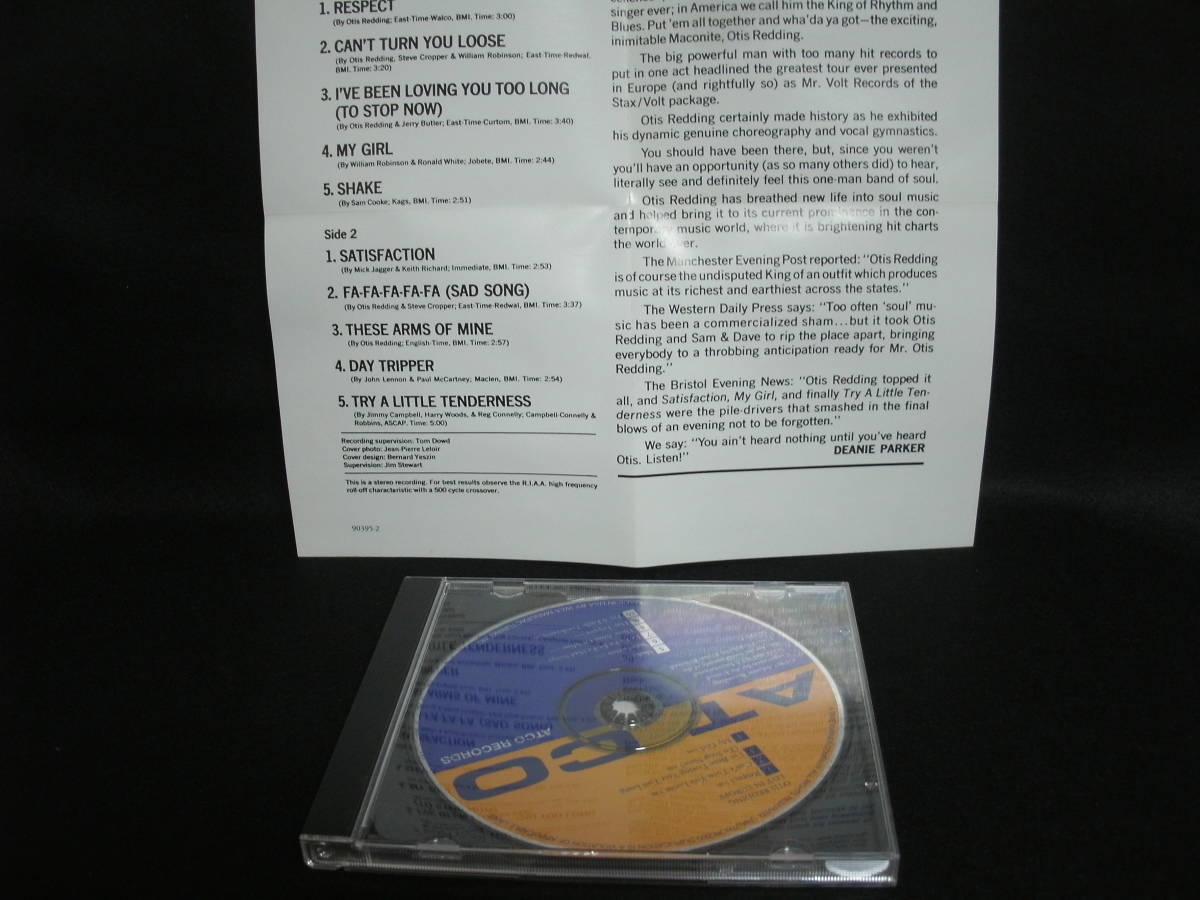 1. RESPECT
(By Otis Redding; East-Time-Walco, BMI. Time: 3:00)
2. CAN'T TURN YOU LOOSE
(By Otis Redding, Steve Cropper & William Robinson; East-Time-Redwal,
BMI. Time: 3:20)
3. I'VE BEEN LOVING YOU TOO LONG
(TO STOP NOW)
(By Otis Redding & Jerry Butler; East-Time-Curtom, BMI. Time: 3:40)
4. MY GIRL
(By William Robinson & Ronald White; Jobete, BMI. Time: 2:44)
5. SHAKE
(By Sam Cooke; Kags, BMI. Time: 2:51)
Side 2
1. SATISFACTION
(By Mick Jagger & Keith Richard; Immediate, BMI. Time: 2:53)
2. FA-FA-FA-FA-FA (SAD SONG)
(By Otis Redding & Steve Cropper; East-Time-Redwal, BMI. Time: 3:37)
3. THESE ARMS OF MINE
(By Otis Redding; English-Time, BMI. Time: 2:57)
4. DAY TRIPPER
(By John Lennon & Paul McCartney; Maclen, BMI. Time: 2:54)
5. TRY A LITTLE TENDERNESS
(By Jimmy Campbell, Harry Woods, & Reg Connelly; Campbell-Connelly &
Robbins, ASCAP. Time: 5:00)
Recording supervision: Tom Dowd
Cover photo: Jean-Pierre Leloir
Cover design: Bernard Yeszin
Supervision: Jim Stewart
This is a stereo recording. For best results observe the R.I.A.A. high frequency
roll-off characteristic with a 500 cycle crossover.
90395-2
singer ever; in America we call him the King of Rhythm and
Blues. Put 'em all together and wha'da ya got—the exciting,
inimitable Maconite, Otis Redding.
The big powerful man with too many hit records to
put in one act headlined the greatest tour ever presented
in Europe (and rightfully so) as Mr. Volt Records of the
Stax/Volt package.
Otis Redding certainly made history as he exhibited
his dynamic genuine choreography and vocal gymnastics.
You should have been there, but, since you weren't
you'll have an opportunity (as so many others did) to hear,
literally see and definitely feel this one-man band of soul.
Otis Redding has breathed new life into soul music
and helped bring it to its current prominence in the con-
temporary music world, where it is brightening hit charts
the world over.
The Manchester Evening Post reported: "Otis Redding
is of course the undisputed King of an outfit which produces
music at its richest and earthiest across the states."
The Western Daily Press says: "Too often 'soul' mu-
sic has been a commercialized sham...but it took Otis
Redding and Sam & Dave to rip the place apart, bringing
everybody to a throbbing anticipation ready for Mr. Otis
Redding."
The Bristol Evening News: "Otis Redding topped it
all, and Satisfaction, My Girl, and finally Try A Little Ten-
derness were the pile-drivers that smashed in the final
blows of an evening not to be forgotten."
We say: "You ain't heard nothing until you've heard
Otis. Listen!"
DEANIE PARKER
ATCO
ATCO RECORDS
OTIS REDDING
LIVE IN EUROPE